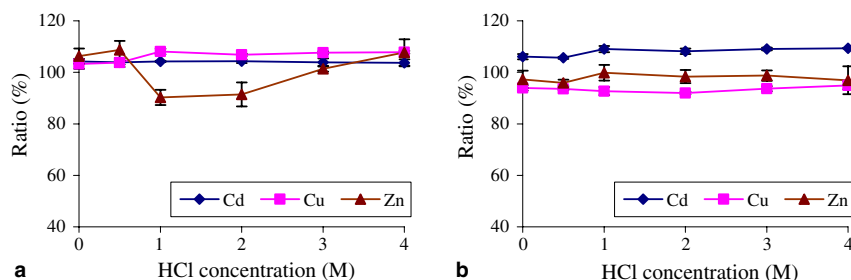 120
100
80
60
40
Ratio (%)
Cd Cu Zn
0 1 2 3 4
a HCl concentration (M)
120
100
80
60
40
Ratio (%)
Cd Cu Zn
0 1 2 3 4
b HCl concentration (M)